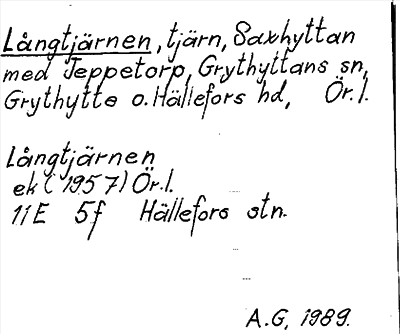 Långtjärnen, tjärn, Saxhyttan
med Jeppetorp, Grythyttans sn,
Grythytte o. Hällefors hd, Ör. l.
Långtjärnen
ek (1957) Ör. l.
11E 5f Hällefors stn.
A.G, 1989.